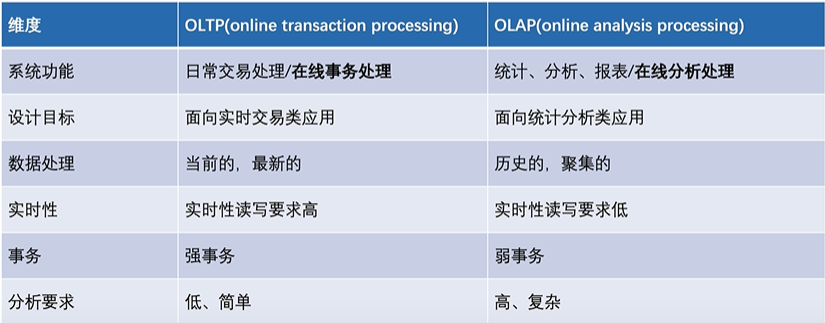 维度 OLTP(online transaction processing) OLAP(online analysis processing)
系统功能 日常交易处理/在线事务处理 统计、分析、报表/在线分析处理
设计目标 面向实时交易类应用 面向统计分析类应用
数据处理 当前的，最新的 历史的，聚集的
实时性 实时性读写要求高 实时性读写要求低
事务 强事务 弱事务
分析要求 低、简单 高、复杂